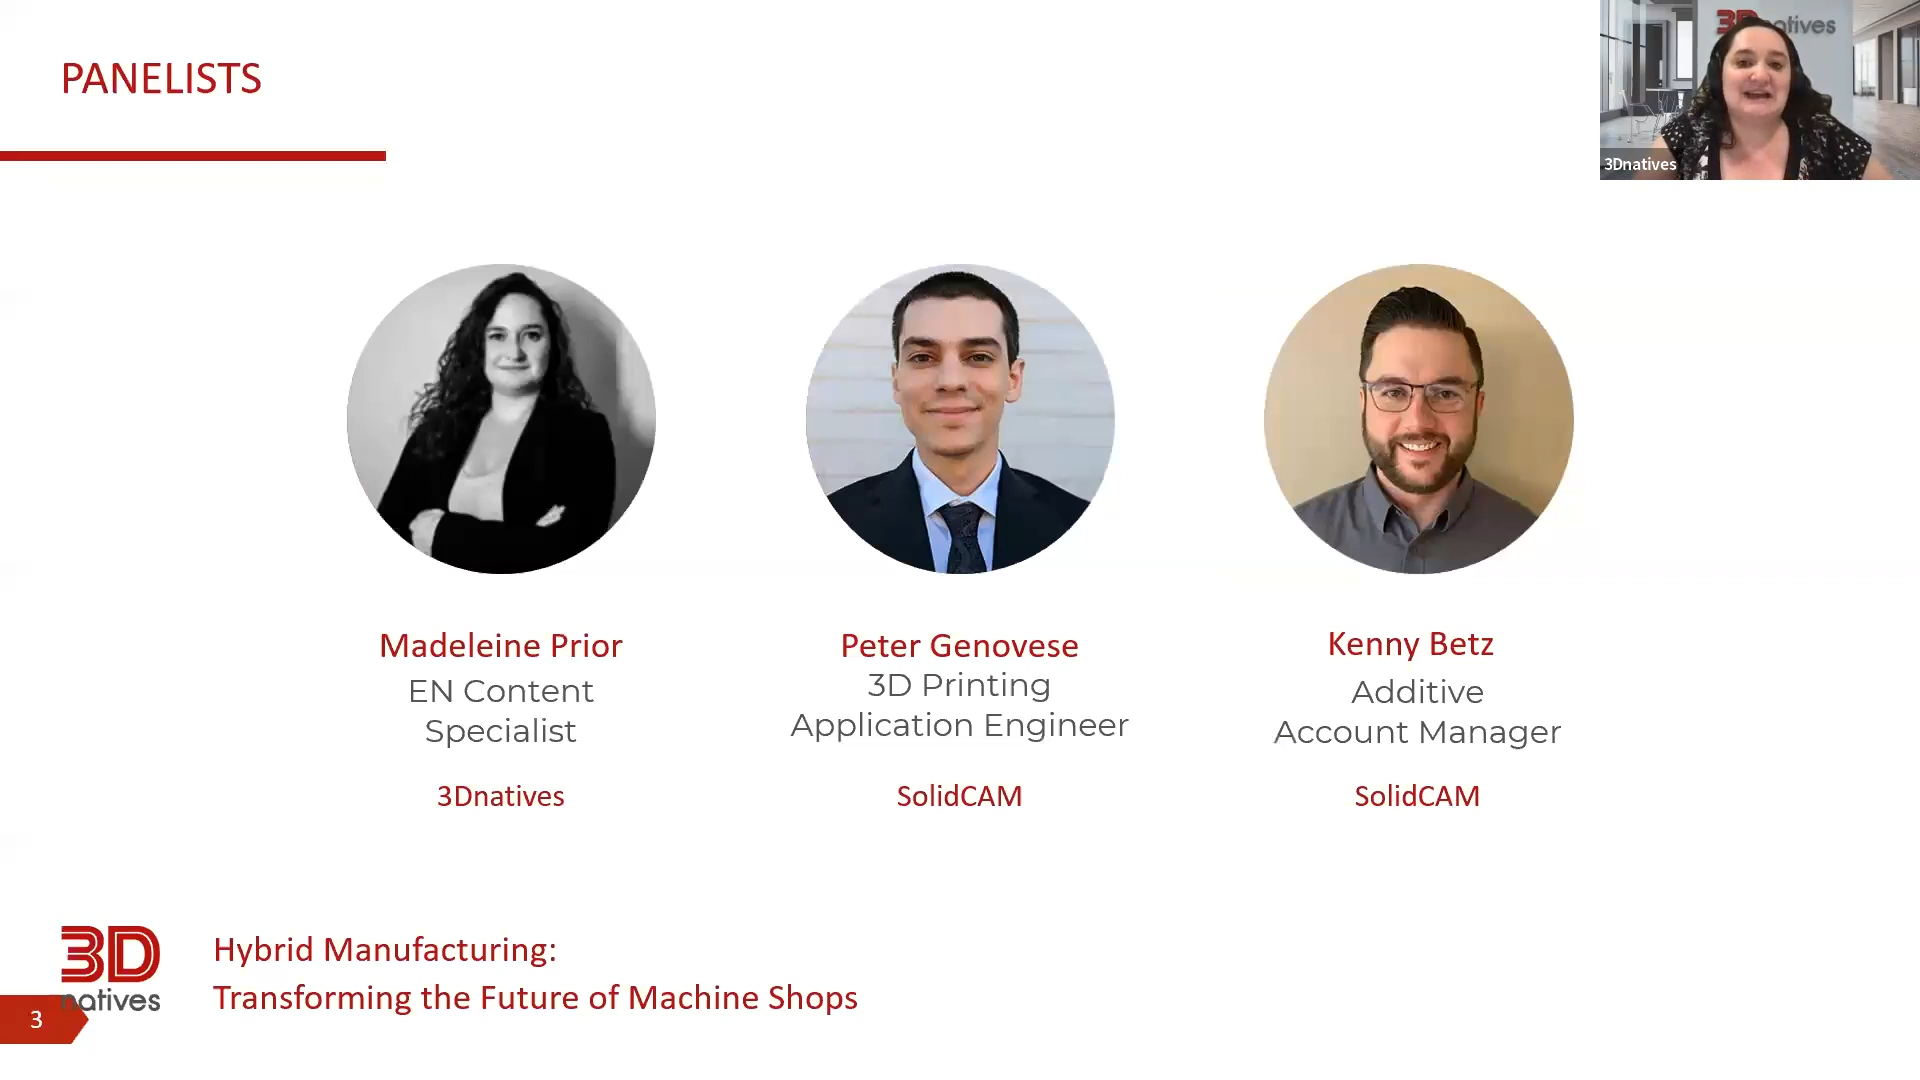 PANELISTS
3Dnatives
3Dnatives
Madeleine Prior
EN Content
Specialist
3Dnatives
Peter Genovese
3D Printing
Application Engineer
SolidCAM
Kenny Betz
Additive
Account Manager
SolidCAM
3D
natives
Hybrid Manufacturing:
Transforming the Future of Machine Shops
3